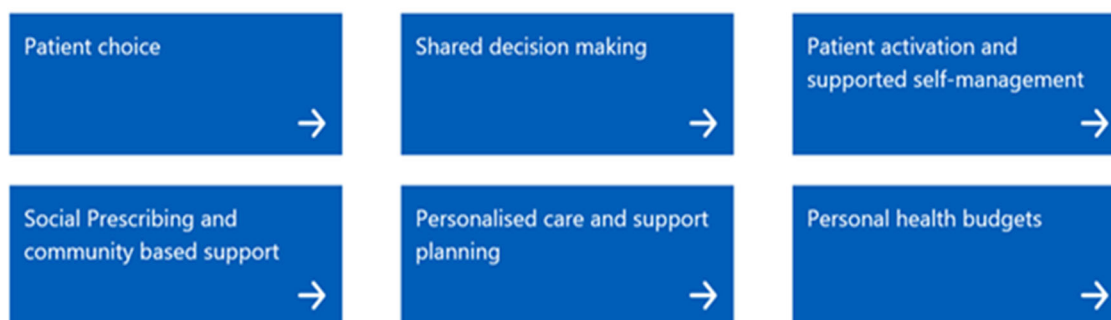 Patient choice
Shared decision making
Patient activation and
supported self-management
Social Prescribing and
community based support
Personalised care and support
planning
Personal health budgets